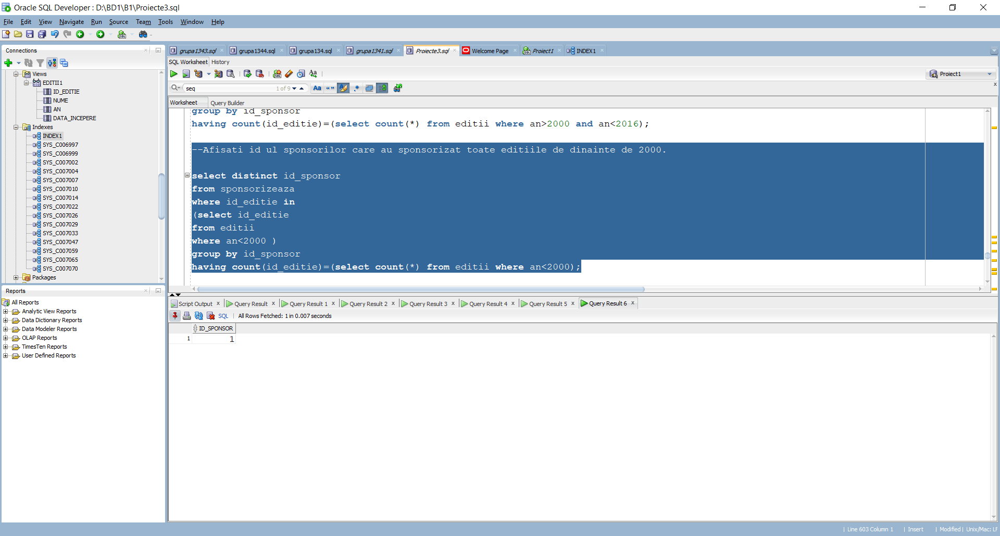 Oracle SQL Developer : D:\BD1\B1\Proiecte3.sql
File Edit View Navigate Run Source Team Tools Window Help
Connections
Views
EDITII1
ID_EDITIE
NUME
AN
DATA_INCEPERE
Indexes
INDEX1
SYS_C006997
SYS_C006999
SYS_C007002
SYS_C007004
SYS_C007007
SYS_C007010
SYS_C007014
SYS_C007022
SYS_C007026
SYS_C007029
SYS_C007033
SYS_C007047
SYS_C007059
SYS_C007065
SYS_C007070
Packages
Reports
All Reports
Analytic View Reports
Data Dictionary Reports
Data Modeler Reports
OLAP Reports
TimesTen Reports
User Defined Reports
grupa1343.sql grupa1344.sql grupa134.sql grupa1341.sql Proiecte3.sql Welcome Page Proiect1 INDEX1
SQL Worksheet History
Proiect1
seq 1 of 9 Aa
Worksheet Query Builder
group by id_sponsor
having count(id_editie)=(select count(*) from editii where an>2000 and an<2016);
--Afisati id ul sponsorilor care au sponsorizat toate editiile de dinainte de 2000.
select distinct id_sponsor
from sponsorizeaza
where id_editie in
(select id_editie
from editii
where an<2000 )
group by id_sponsor
having count(id_editie)=(select count(*) from editii where an<2000);
Script Output Query Result Query Result 1 Query Result 2 Query Result 3 Query Result 4 Query Result 5 Query Result 6
SQL All Rows Fetched: 1 in 0.007 seconds
ID_SPONSOR
1 1
Line 603 Column 1 Insert Modified Unix/Mac: LF